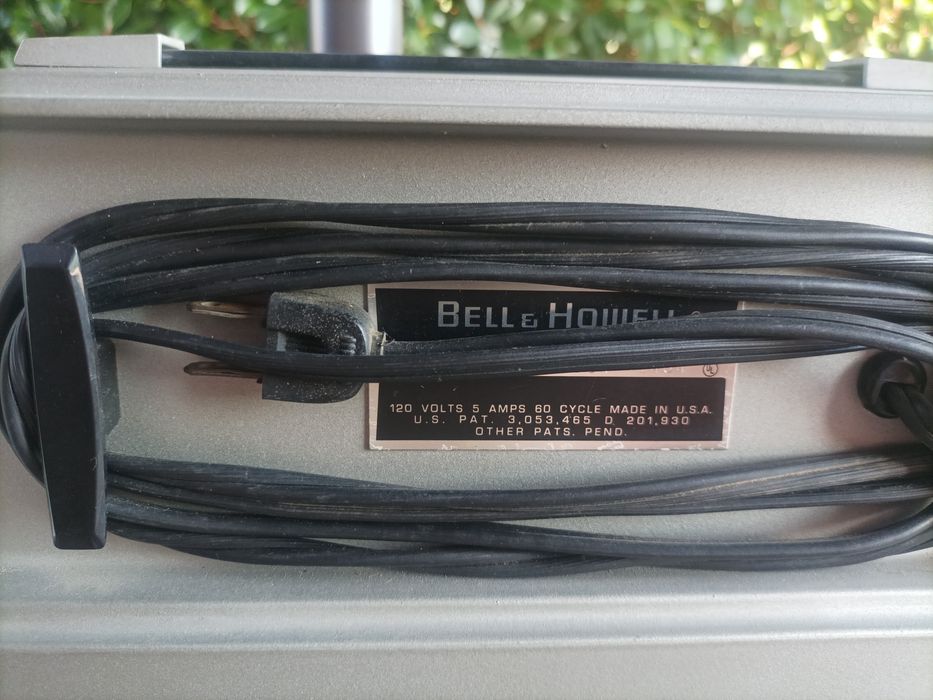 BELL & HOWELL
UL
120 VOLTS 5 AMPS 60 CYCLE MADE IN U.S.A.
U.S. PAT. 3,053,465 D 201,930
OTHER PATS. PEND.